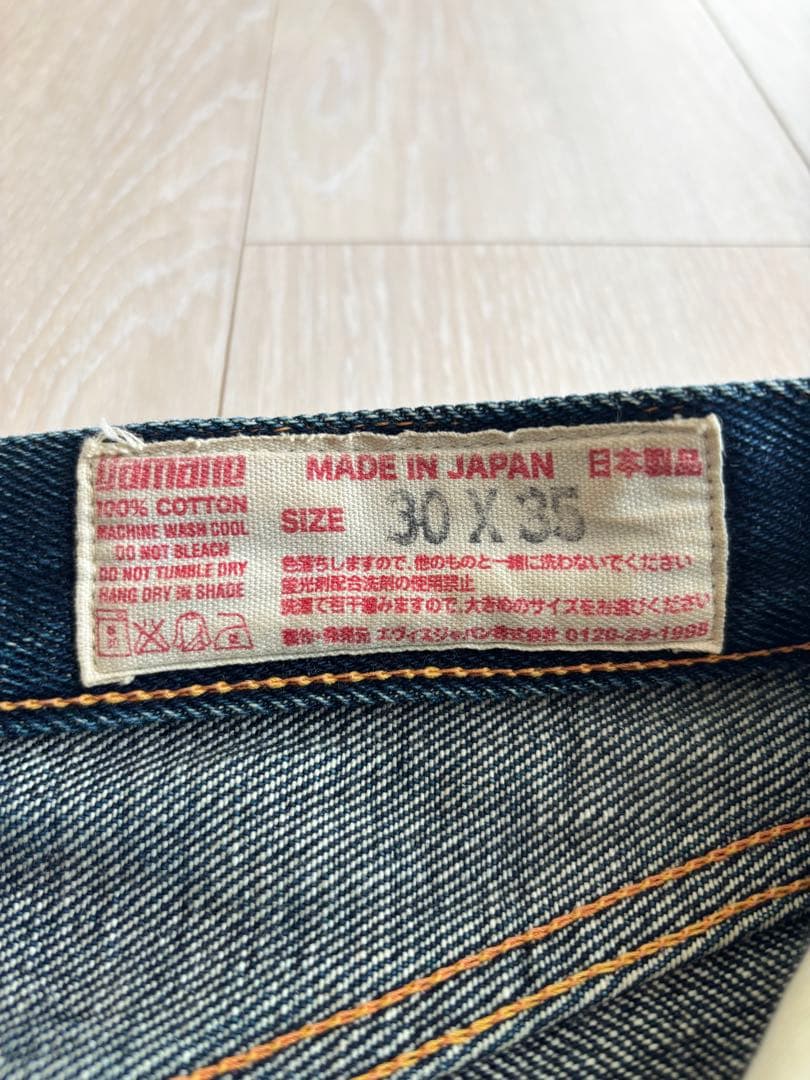 yamane
100% COTTON
MACHINE WASH COOL
DO NOT BLEACH
DO NOT TUMBLE DRY
HANG DRY IN SHADE
MADE IN JAPAN 日本製品
SIZE 30 X 35
色落ちしますので、他のものと一緒に洗わないでください
蛍光剤配合洗剤の使用禁止
洗濯で若干縮みますので、大きめのサイズをお選びください
製作・発売元 エヴィスジャパン株式会社 0120-29-1998